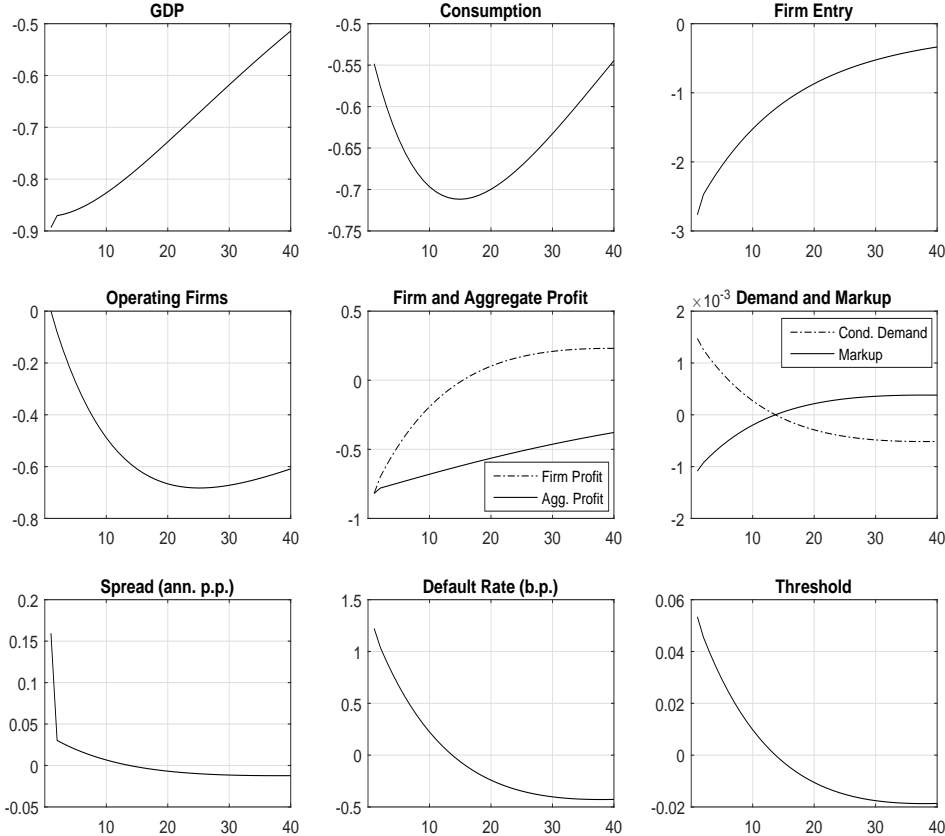 GDP
-0.5
-0.6
-0.7
-0.8
-0.9
10 20 30 40
Consumption
-0.5
-0.55
-0.6
-0.65
-0.7
-0.75
10 20 30 40
Firm Entry
0
-1
-2
-3
10 20 30 40
Operating Firms
0
-0.2
-0.4
-0.6
-0.8
10 20 30 40
Firm and Aggregate Profit
0.5
0
-0.5
-1
10 20 30 40
Firm Profit
Agg. Profit
×10⁻³ Demand and Markup
2
1
0
-1
-2
10 20 30 40
Cond. Demand
Markup
Spread (ann. p.p.)
0.2
0.15
0.1
0.05
0
-0.05
10 20 30 40
Default Rate (b.p.)
1.5
1
0.5
0
-0.5
10 20 30 40
Threshold
0.06
0.04
0.02
0
-0.02
10 20 30 40